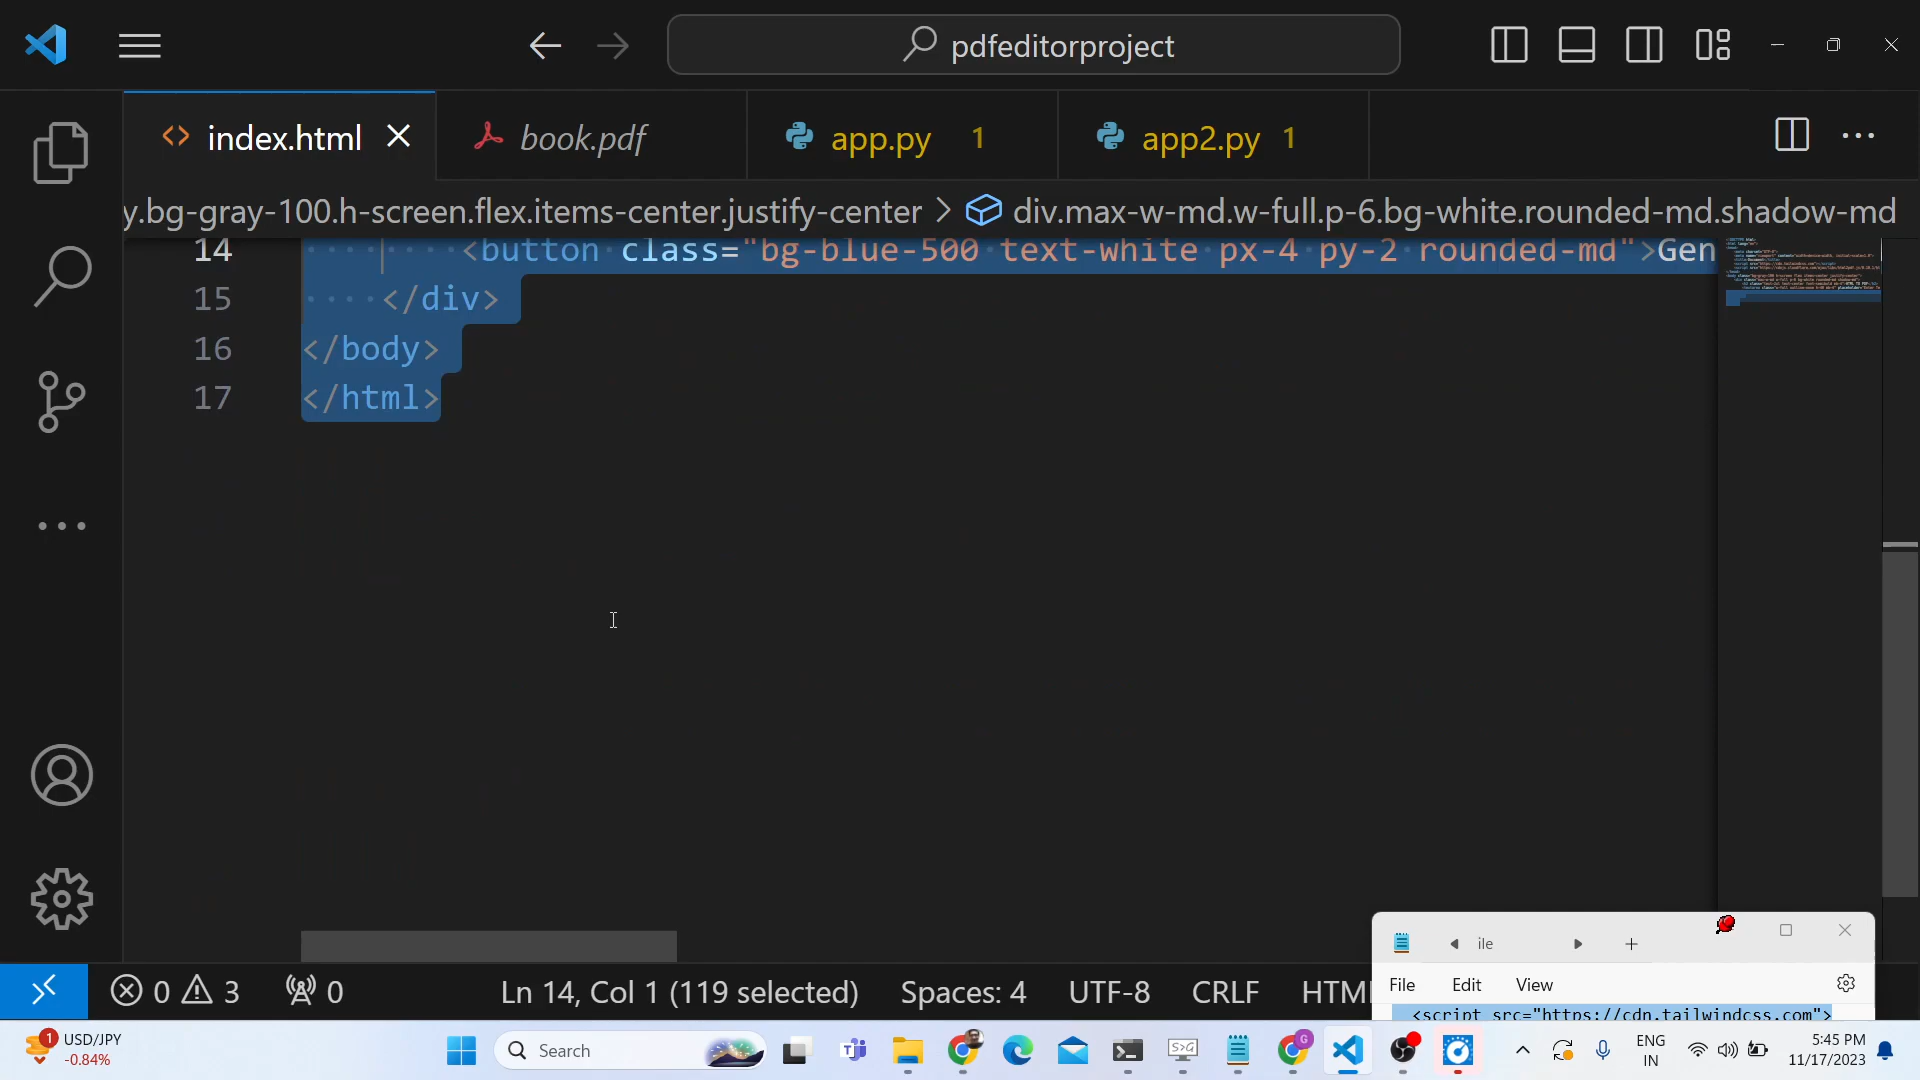 pdfeditorproject
index.html
book.pdf
app.py 1
app2.py 1
y.bg-gray-100.h-screen.flex.items-center.justify-center > div.max-w-md.w-full.p-6.bg-white.rounded-md.shadow-md
14 <button class="bg-blue-500 text-white px-4 py-2 rounded-md">Gen
15 </div>
16 </body>
17 </html>
ile
File Edit View
<script src="https://cdn.tailwindcss.com">
0 3 0 Ln 14, Col 1 (119 selected) Spaces: 4 UTF-8 CRLF HTM
1 USD/JPY
-0.84%
Search
ENG
IN
5:45 PM
11/17/2023